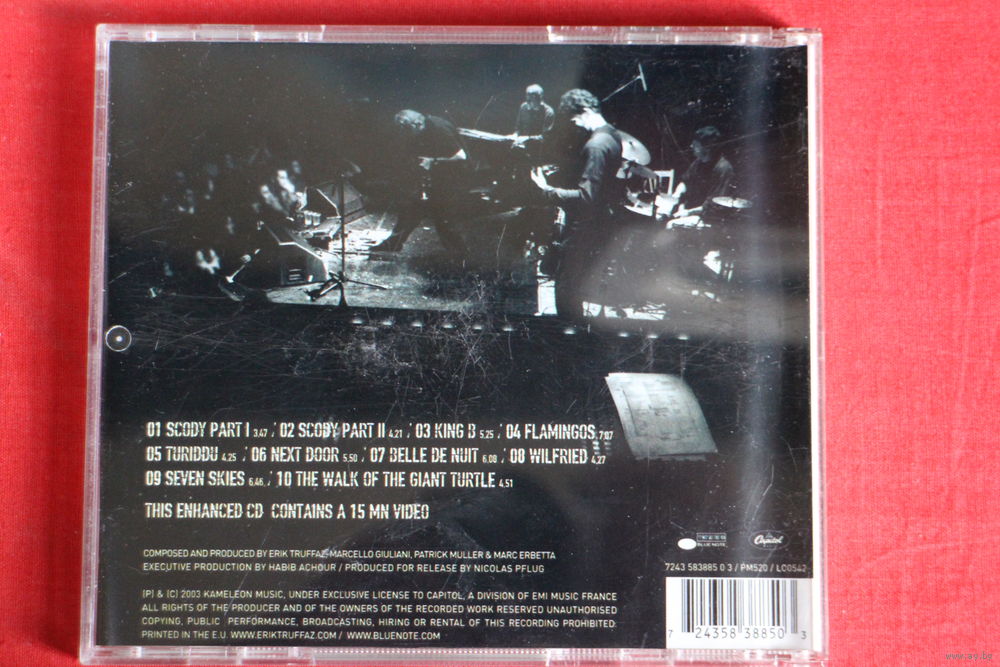 01 SCODY PART I 3.47 / 02 SCODY PART II 4.21 / 03 KING B 5.25 / 04 FLAMINGOS 7.07
05 TURIDDU 4.25 / 06 NEXT DOOR 5.50 / 07 BELLE DE NUIT 6.08 / 08 WILFRIED 4.27
09 SEVEN SKIES 6.46 / 10 THE WALK OF THE GIANT TURTLE 4.51
THIS ENHANCED CD CONTAINS A 15 MN VIDEO
COMPOSED AND PRODUCED BY ERIK TRUFFAZ-MARCELLO GIULIANI, PATRICK MULLER & MARC ERBETTA
EXECUTIVE PRODUCTION BY HABIB ACHOUR / PRODUCED FOR RELEASE BY NICOLAS PFLUG
(P) & (C) 2003 KAMELEON MUSIC, UNDER EXCLUSIVE LICENSE TO CAPITOL, A DIVISION OF EMI MUSIC FRANCE
ALL RIGHTS OF THE PRODUCER AND OF THE OWNERS OF THE RECORDED WORK RESERVED UNAUTHORISED
COPYING, PUBLIC PERFORMANCE, BROADCASTING, HIRING OR RENTAL OF THIS RECORDING PROHIBITED.
PRINTED IN THE E.U. WWW.ERIKTRUFFAZ.COM / WWW.BLUENOTE.COM
BLUE NOTE
Capitol
7243 583885 0 3 / PM520 / LC0542
7 24358 38850 3
www.ay.by